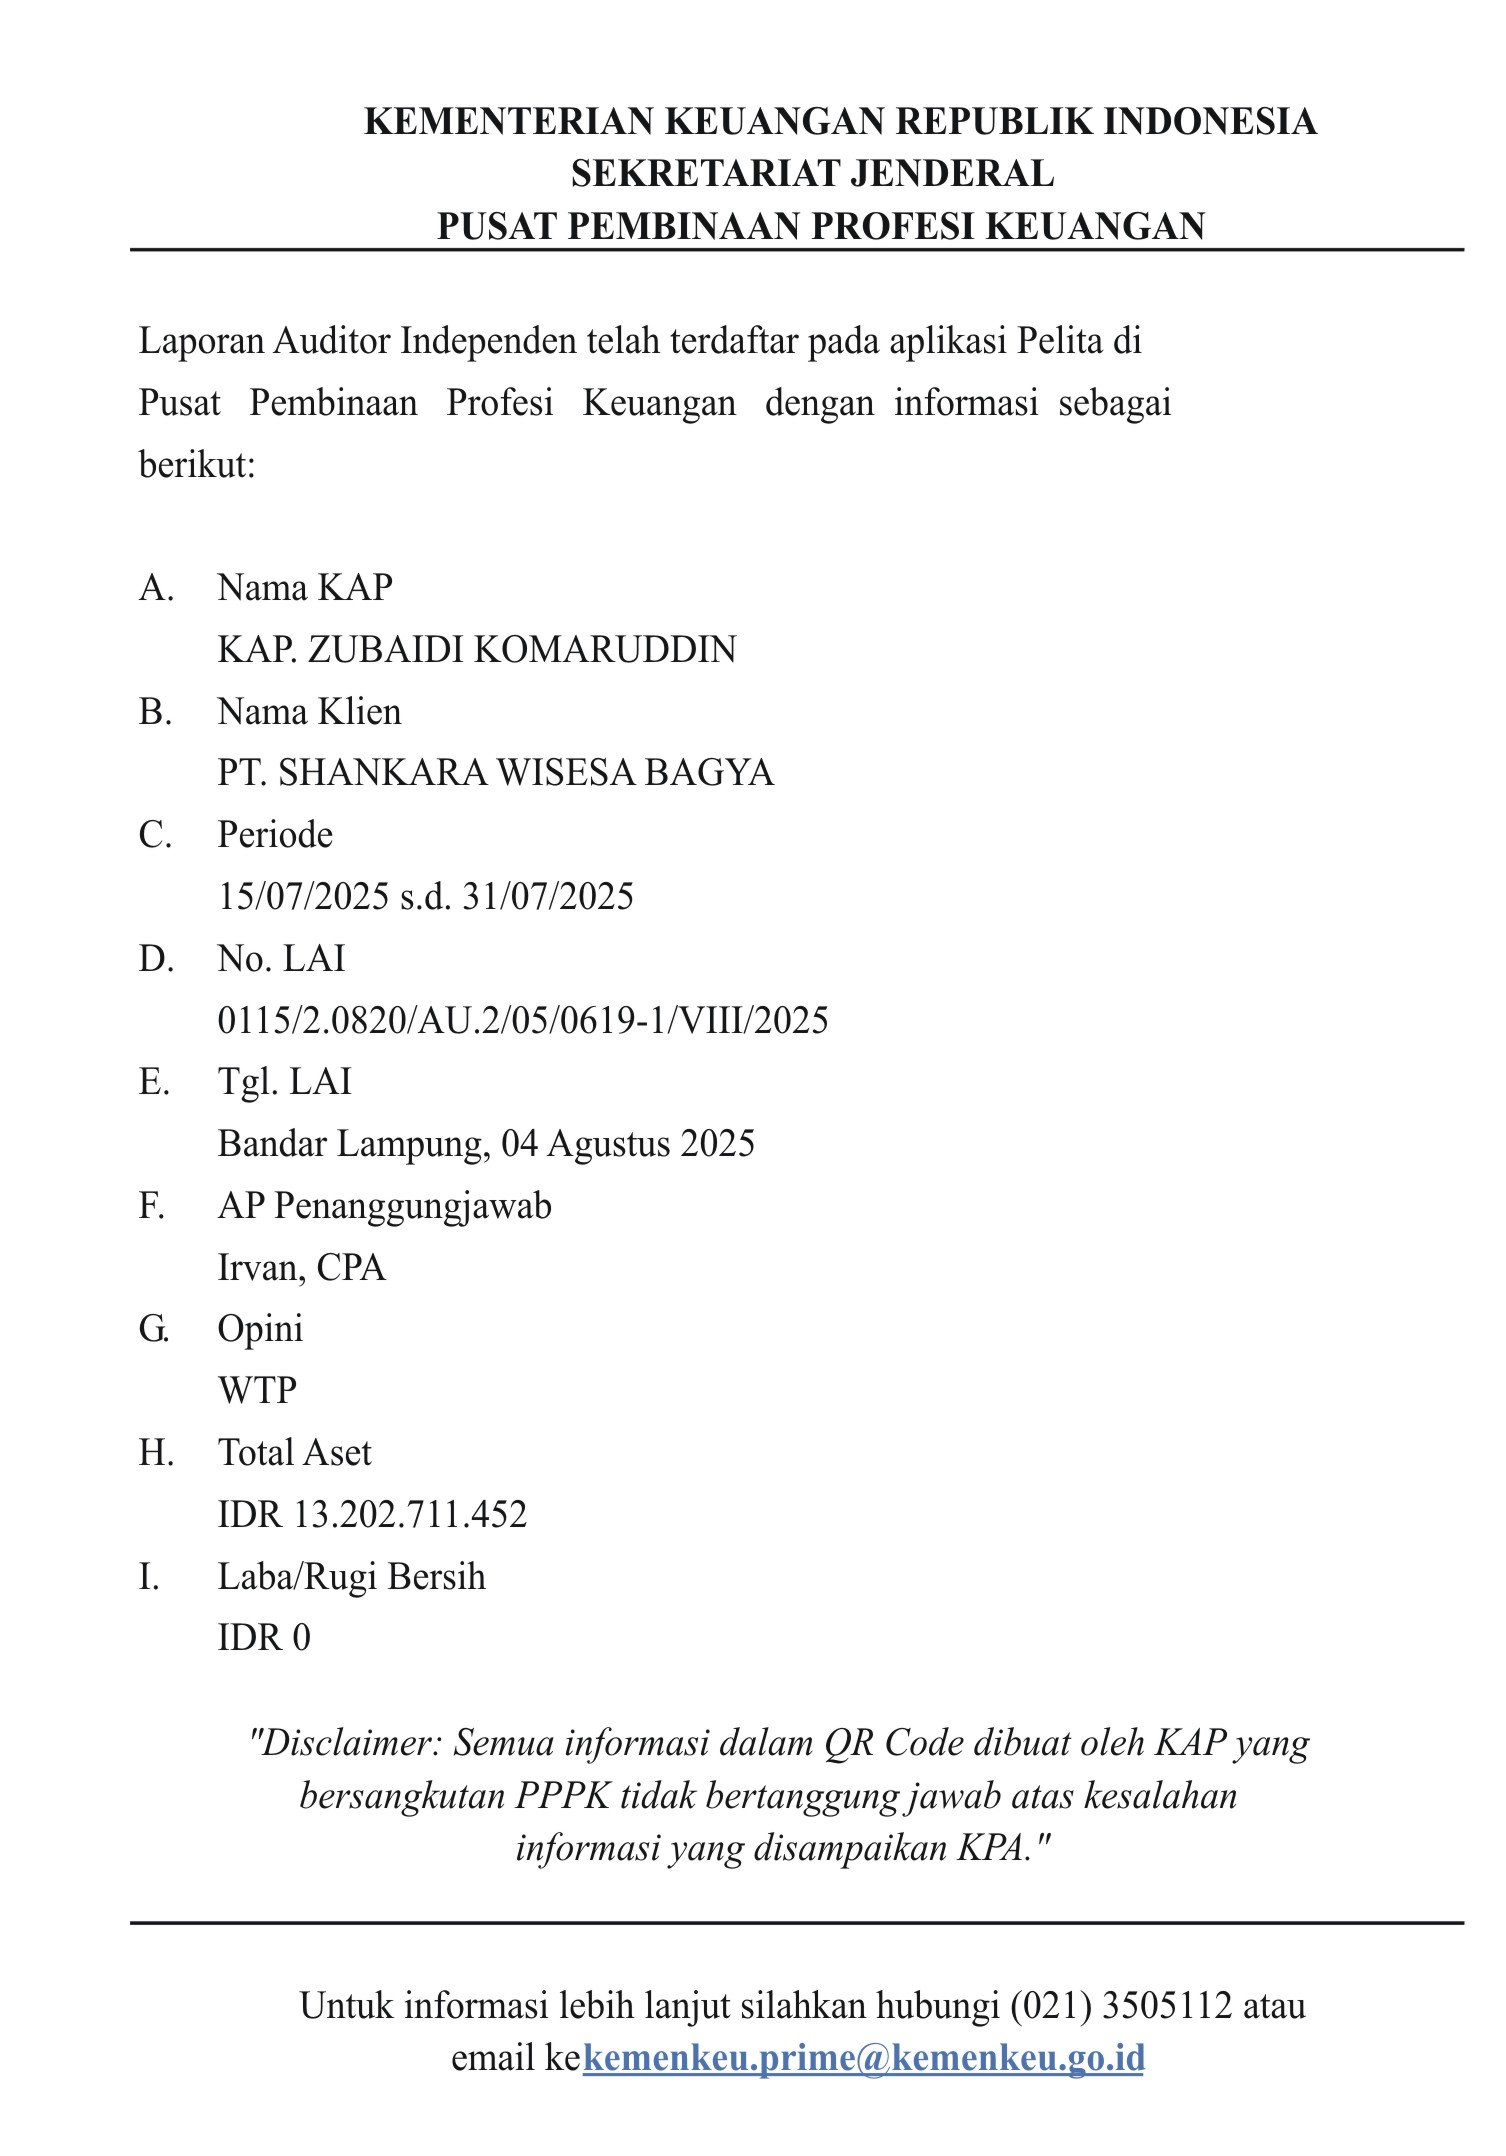 KEMENTERIAN KEUANGAN REPUBLIK INDONESIA
SEKRETARIAT JENDERAL
PUSAT PEMBINAAN PROFESI KEUANGAN
Laporan Auditor Independen telah terdaftar pada aplikasi Pelita di
Pusat Pembinaan Profesi Keuangan dengan informasi sebagai
berikut:
A. Nama KAP
KAP. ZUBAIDI KOMARUDDIN
B. Nama Klien
PT. SHANKARA WISESA BAGYA
C. Periode
15/07/2025 s.d. 31/07/2025
D. No. LAI
0115/2.0820/AU.2/05/0619-1/VIII/2025
E. Tgl. LAI
Bandar Lampung, 04 Agustus 2025
F. AP Penanggungjawab
Irvan, CPA
G. Opini
WTP
H. Total Aset
IDR 13.202.711.452
I. Laba/Rugi Bersih
IDR 0
"Disclaimer: Semua informasi dalam QR Code dibuat oleh KAP yang
bersangkutan PPPK tidak bertanggung jawab atas kesalahan
informasi yang disampaikan KPA."
Untuk informasi lebih lanjut silahkan hubungi (021) 3505112 atau
email ke kemenkeu.prime@kemenkeu.go.id